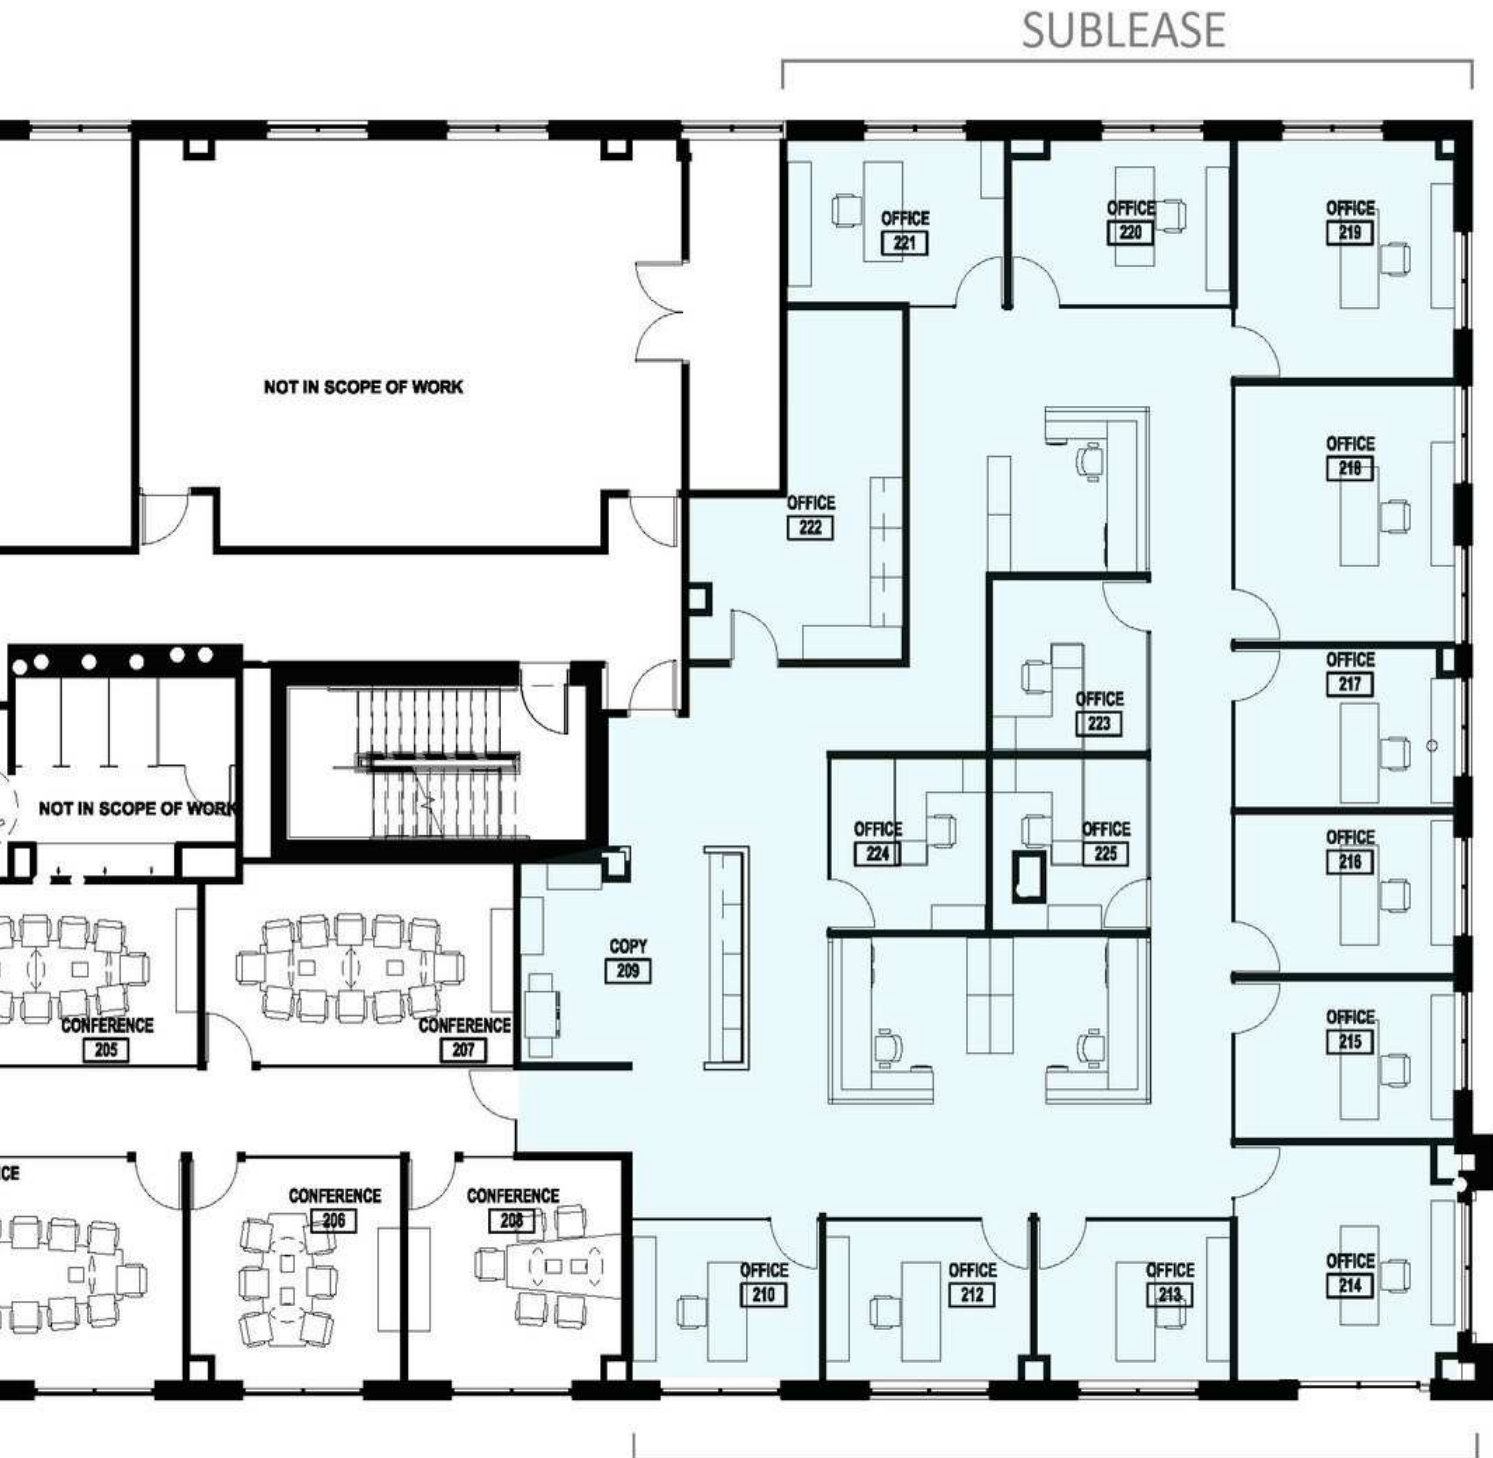 SUBLEASE
OFFICE
221
OFFICE
220
OFFICE
219
NOT IN SCOPE OF WORK
OFFICE
218
OFFICE
222
OFFICE
217
OFFICE
223
NOT IN SCOPE OF WORK
OFFICE
224
OFFICE
225
OFFICE
216
COPY
209
CONFERENCE
205
CONFERENCE
207
OFFICE
215
CE
CONFERENCE
206
CONFERENCE
208
OFFICE
210
OFFICE
212
OFFICE
213
OFFICE
214